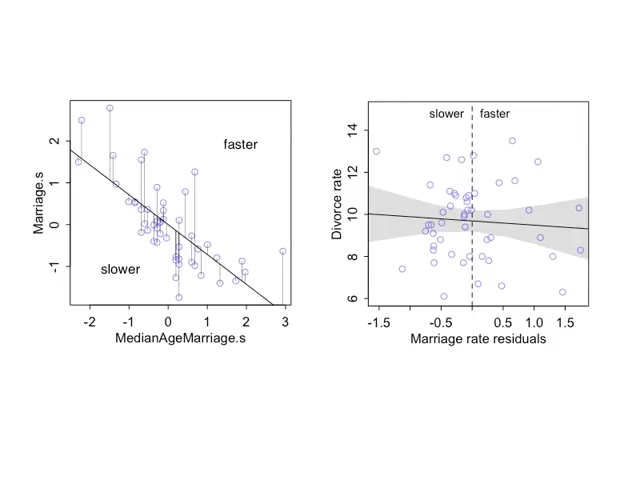 faster
slower
Marriage.s
2
1
0
-1
-2 -1 0 1 2 3
MedianAgeMarriage.s
slower faster
Divorce rate
14
12
10
8
6
-1.5 -0.5 0.5 1.0 1.5
Marriage rate residuals